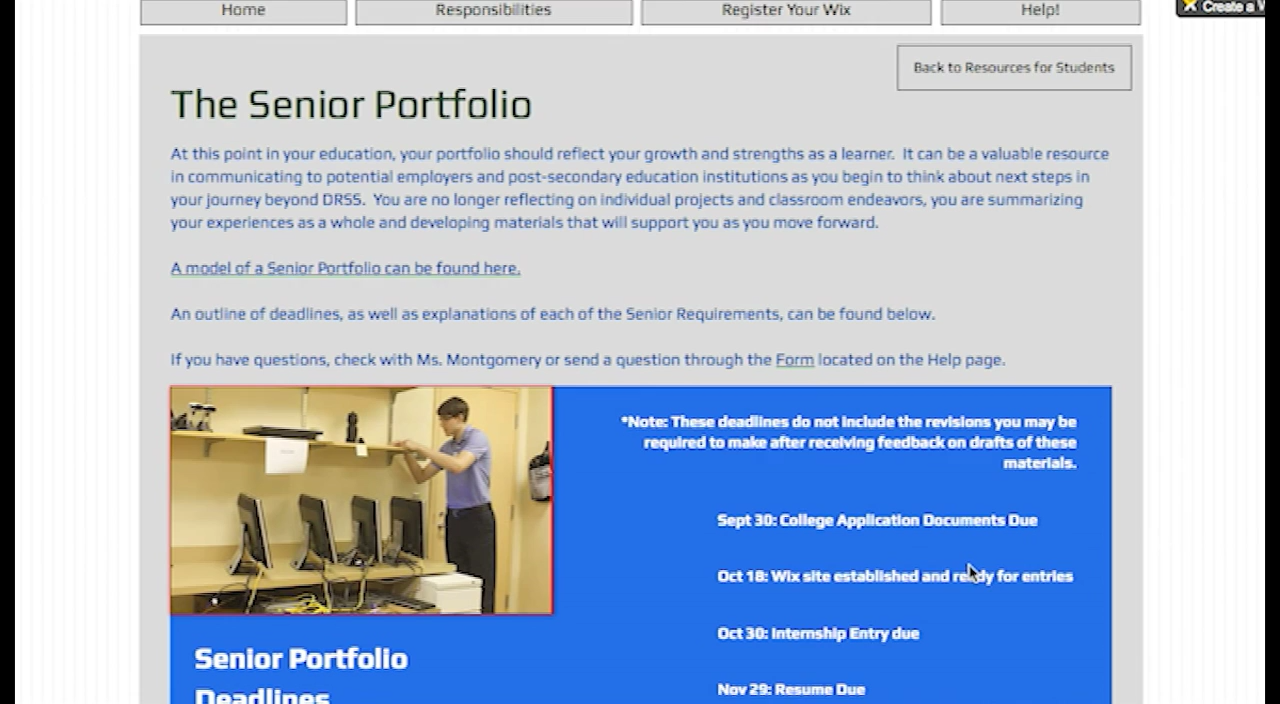 Home
Responsibilities
Register Your Wix
Help!
Create a
Back to Resources for Students
The Senior Portfolio
At this point in your education, your portfolio should reflect your growth and strengths as a learner. It can be a valuable resource
in communicating to potential employers and post-secondary education institutions as you begin to think about next steps in
your journey beyond DRSS. You are no longer reflecting on individual projects and classroom endeavors, you are summarizing
your experiences as a whole and developing materials that will support you as you move forward.
A model of a Senior Portfolio can be found here.
An outline of deadlines, as well as explanations of each of the Senior Requirements, can be found below.
If you have questions, check with Ms. Montgomery or send a question through the Form located on the Help page.
*Note: These deadlines do not include the revisions you may be
required to make after receiving feedback on drafts of these
materials.
Sept 30: College Application Documents Due
Oct 18: Wix site established and ready for entries
Oct 30: Internship Entry due
Nov 29: Resume Due
Senior Portfolio
Deadlines